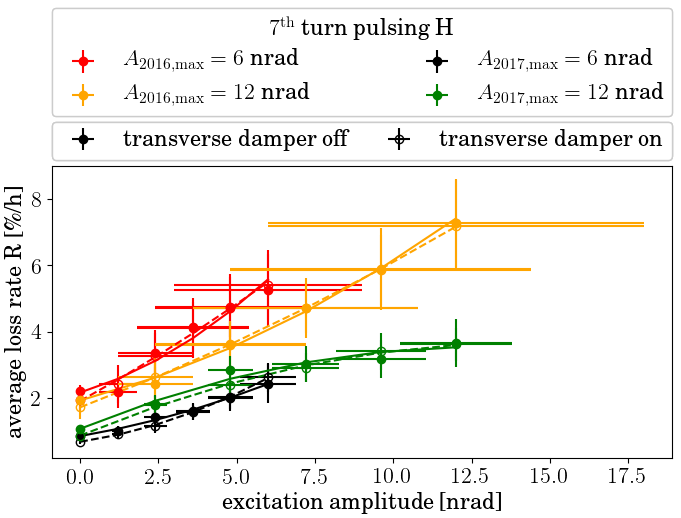 7th turn pulsing H
A2016,max = 6 nrad A2017,max = 6 nrad
A2016,max = 12 nrad A2017,max = 12 nrad
transverse damper off transverse damper on
average loss rate R [%/h]
8
6
4
2
0.0 2.5 5.0 7.5 10.0 12.5 15.0 17.5
excitation amplitude [nrad]